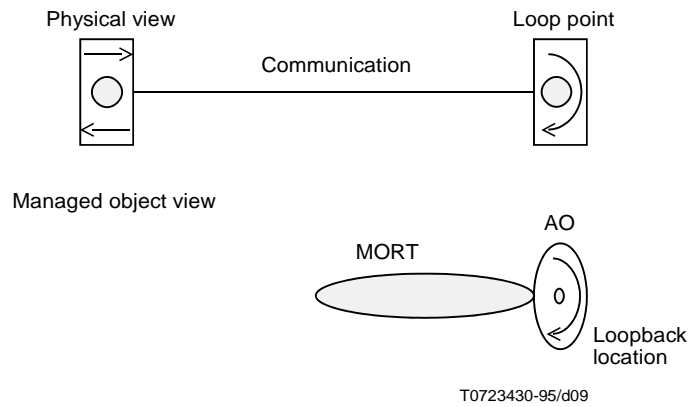 Physical view
Loop point
Communication
Managed object view
AO
MORT
Loopback
location
T0723430-95/d09